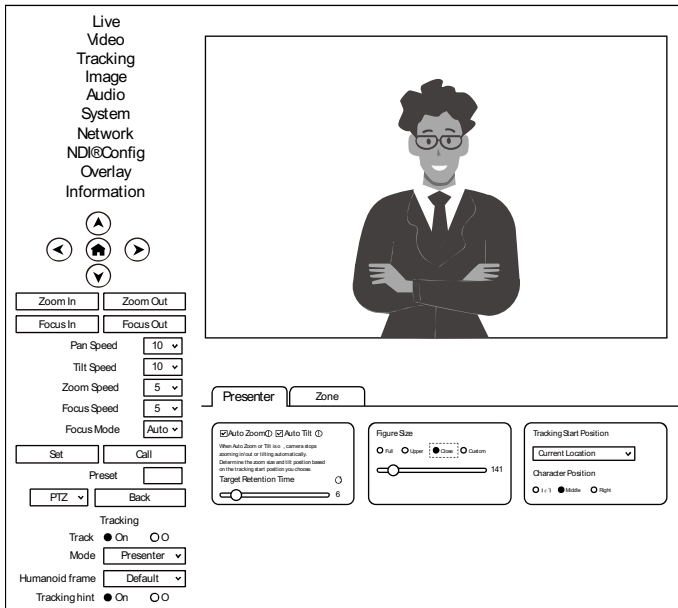 Live
Video
Tracking
Image
Audio
System
Network
NDI®Config
Overlay
Information
Zoom In Zoom Out
Focus In Focus Out
Pan Speed 10
Tilt Speed 10
Zoom Speed 5
Focus Speed 5
Focus Mode Auto
Set Call
Preset
PTZ Back
Tracking
Track On O
Mode Presenter
Humanoid frame Default
Tracking hint On O
Presenter Zone
Auto Zoom Auto Tilt
When Auto Zoom or Tilt is o , camera stops
zooming in/out or tilting automatically.
Determine the zoom size and tilt position based
on the tracking start position you choose.
Target Retention Time
6
Figure Size
Full Upper Close Custom
141
Tracking Start Position
Current Location
Character Position
Middle Right